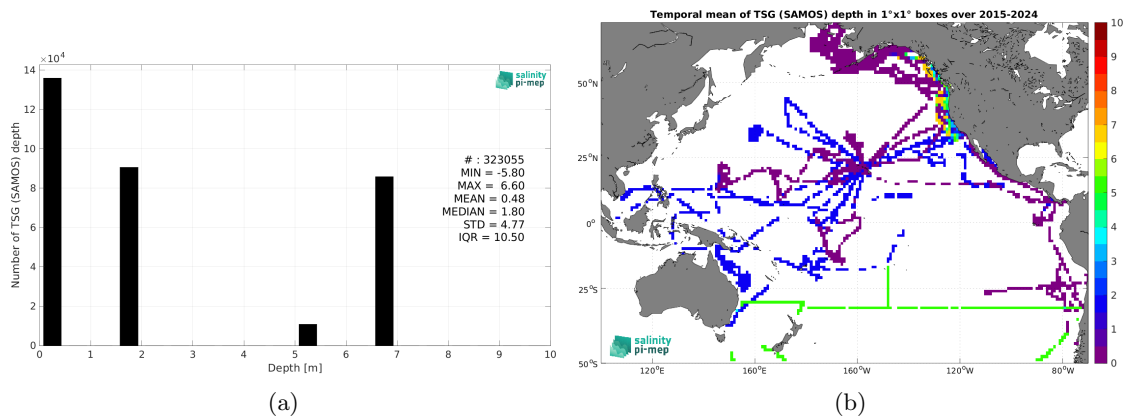 ×10⁴
14
12
10
8
6
4
2
0
0 1 2 3 4 5 6 7 8 9 10
Number of TSG (SAMOS) depth
Depth [m]
salinity
pi-mep
# : 323055
MIN = -5.80
MAX = 6.60
MEAN = 0.48
MEDIAN = 1.80
STD = 4.77
IQR = 10.50
(a)
Temporal mean of TSG (SAMOS) depth in 1°x1° boxes over 2015-2024
50°N
25°N
0°
25°S
50°S
120°E 160°E 160°W 120°W 80°W
salinity
pi-mep
10
9
8
7
6
5
4
3
2
1
0
(b)